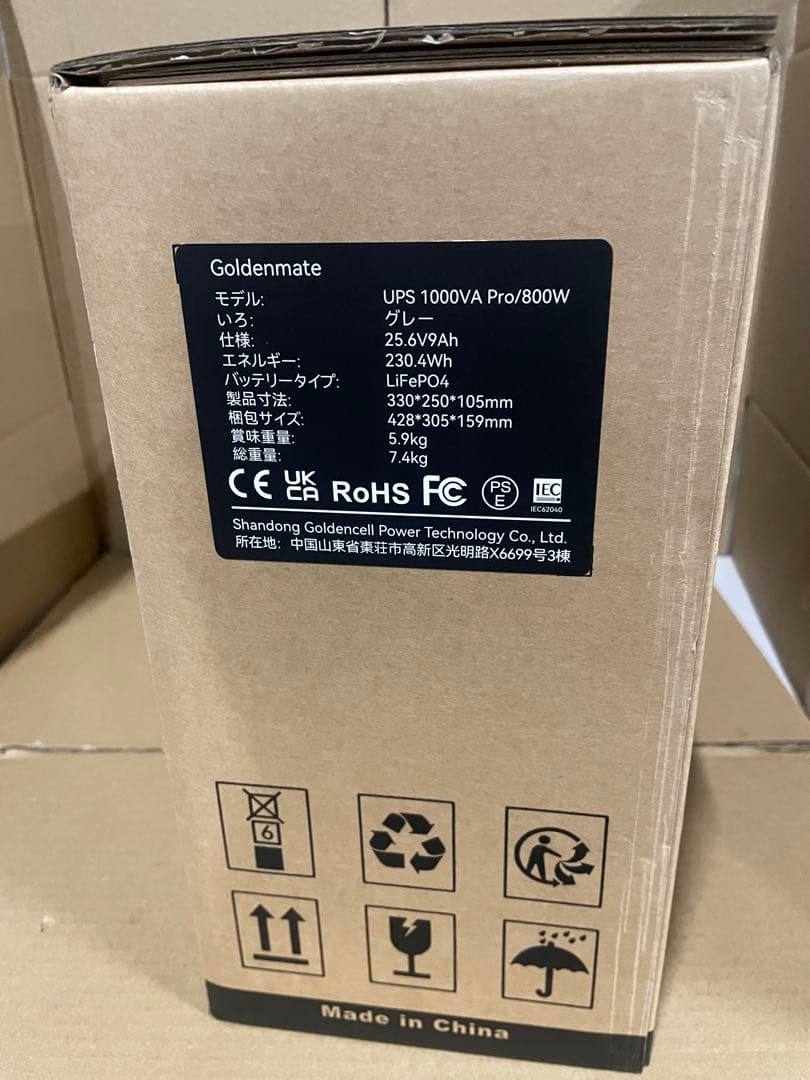 Goldenmate
モデル: UPS 1000VA Pro/800W
いろ: グレー
仕様: 25.6V9Ah
エネルギー: 230.4Wh
バッテリータイプ: LiFePO4
製品寸法: 330*250*105mm
梱包サイズ: 428*305*159mm
賞味重量: 5.9kg
総重量: 7.4kg
CE UK CA RoHS FC PS E IEC
IEC62040
Shandong Goldencell Power Technology Co., Ltd.
所在地: 中国山東省棗荘市高新区光明路X6699号3棟
6
Made in China